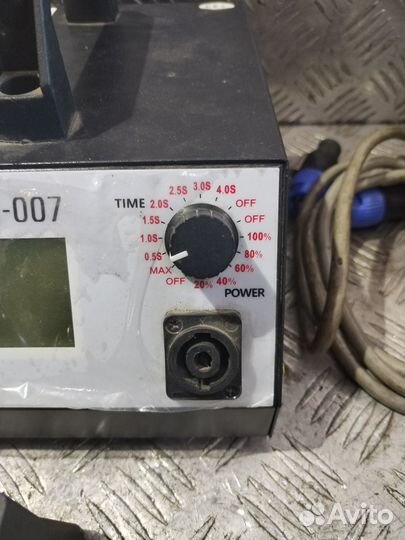 -007
TIME
2.0S
2.5S
3.0S
4.0S
OFF
OFF
100%
80%
60%
40%
20%
OFF
MAX
0.5S
1.0S
1.5S
POWER
Avito